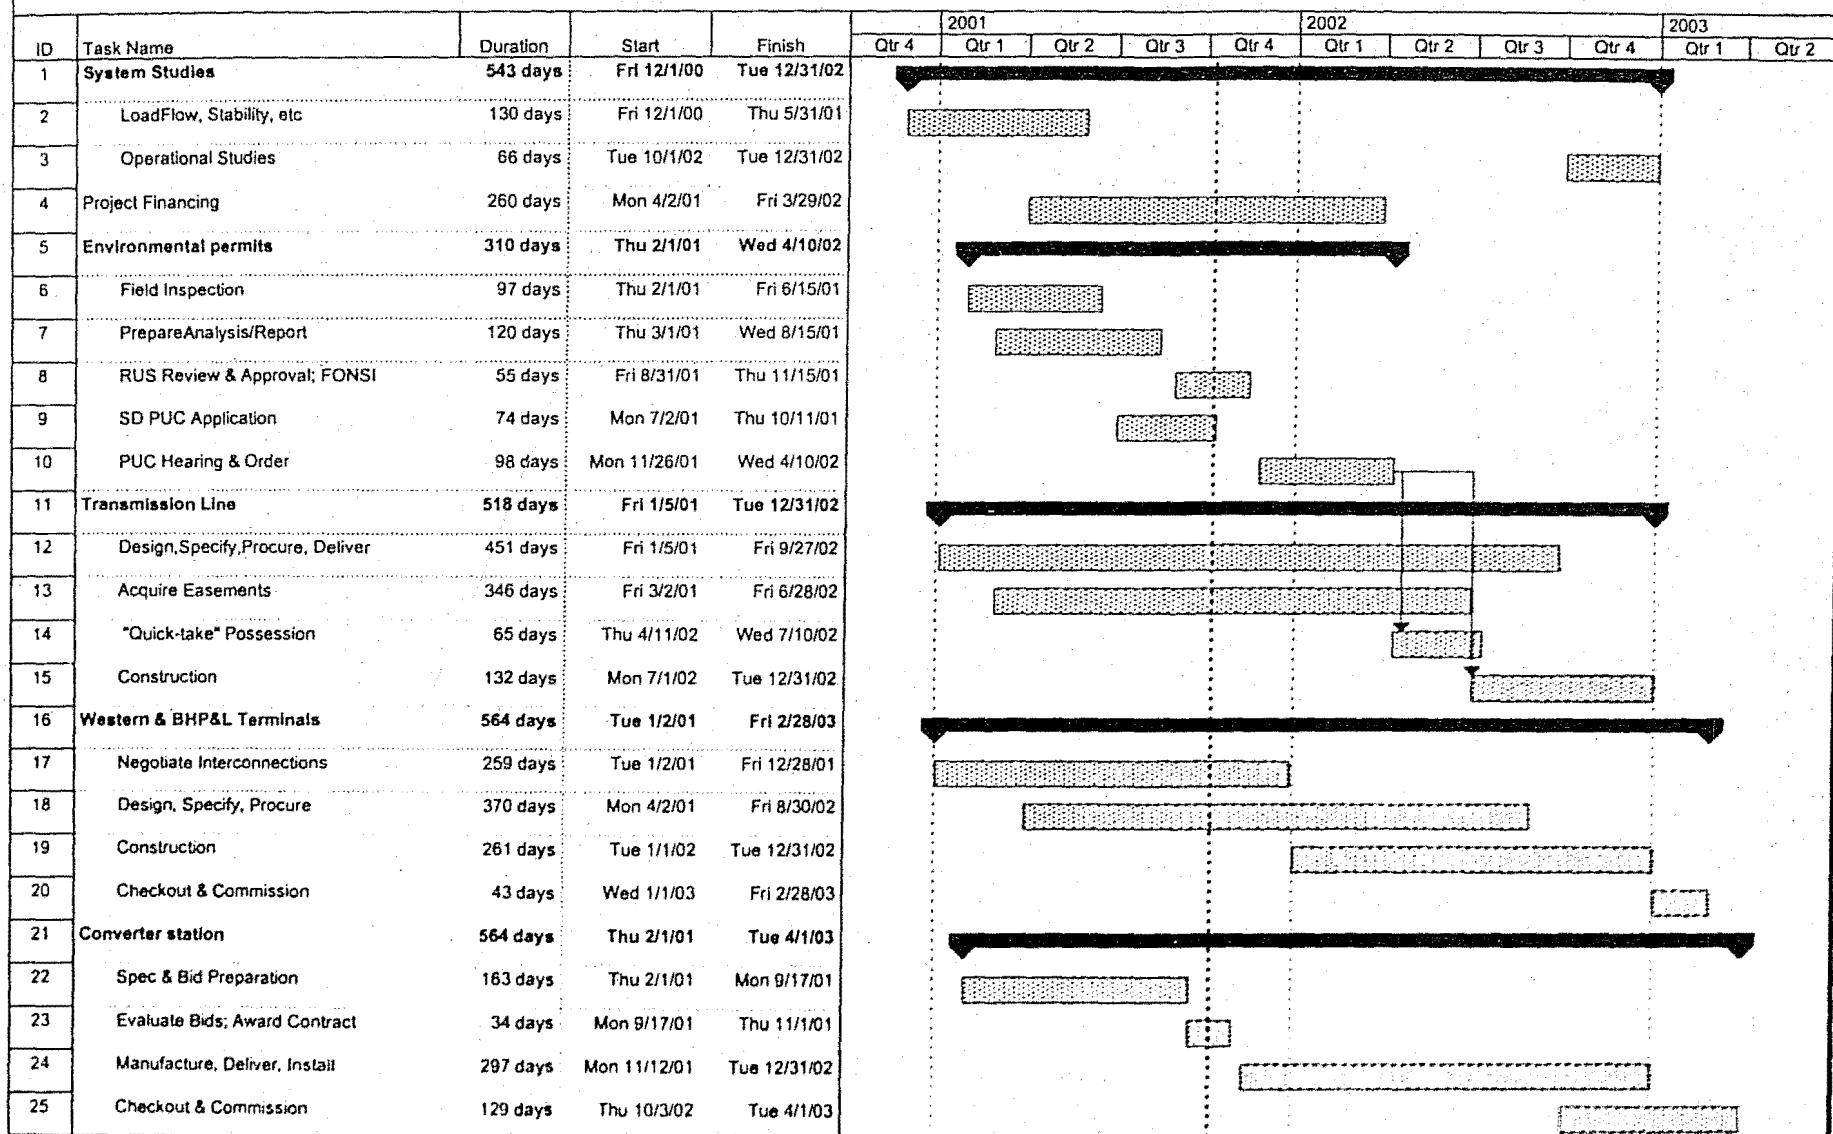 2001 2002 2003
ID Task Name Duration Start Finish Qtr 4 Qtr 1 Qtr 2 Qtr 3 Qtr 4 Qtr 1 Qtr 2 Qtr 3 Qtr 4 Qtr 1 Qtr 2
1 System Studies 543 days Fri 12/1/00 Tue 12/31/02
2 LoadFlow, Stability, etc 130 days Fri 12/1/00 Thu 5/31/01
3 Operational Studies 66 days Tue 10/1/02 Tue 12/31/02
4 Project Financing 260 days Mon 4/2/01 Fri 3/29/02
5 Environmental permits 310 days Thu 2/1/01 Wed 4/10/02
6 Field Inspection 97 days Thu 2/1/01 Fri 6/15/01
7 PrepareAnalysis/Report 120 days Thu 3/1/01 Wed 8/15/01
8 RUS Review & Approval; FONSI 55 days Fri 8/31/01 Thu 11/15/01
9 SD PUC Application 74 days Mon 7/2/01 Thu 10/11/01
10 PUC Hearing & Order 98 days Mon 11/26/01 Wed 4/10/02
11 Transmission Line 518 days Fri 1/5/01 Tue 12/31/02
12 Design,Specify,Procure, Deliver 451 days Fri 1/5/01 Fri 9/27/02
13 Acquire Easements 346 days Fri 3/2/01 Fri 6/28/02
14 "Quick-take" Possession 65 days Thu 4/11/02 Wed 7/10/02
15 Construction 132 days Mon 7/1/02 Tue 12/31/02
16 Western & BHP&L Terminals 564 days Tue 1/2/01 Fri 2/28/03
17 Negotiate Interconnections 259 days Tue 1/2/01 Fri 12/28/01
18 Design, Specify, Procure 370 days Mon 4/2/01 Fri 8/30/02
19 Construction 261 days Tue 1/1/02 Tue 12/31/02
20 Checkout & Commission 43 days Wed 1/1/03 Fri 2/28/03
21 Converter station 564 days Thu 2/1/01 Tue 4/1/03
22 Spec & Bid Preparation 163 days Thu 2/1/01 Mon 9/17/01
23 Evaluate Bids; Award Contract 34 days Mon 9/17/01 Thu 11/1/01
24 Manufacture, Deliver, Install 297 days Mon 11/12/01 Tue 12/31/02
25 Checkout & Commission 129 days Thu 10/3/02 Tue 4/1/03